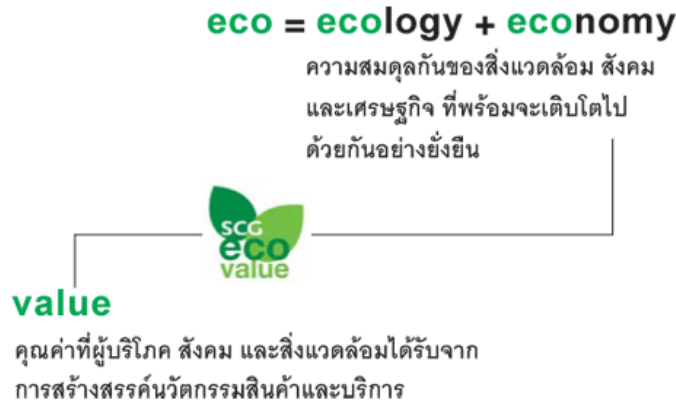 eco = ecology + economy
ความสมดุลกันของสิ่งแวดล้อม สังคม
และเศรษฐกิจ ที่พร้อมจะเติบโตไป
ด้วยกันอย่างยั่งยืน
SCG
eco
value
value
คุณค่าที่ผู้บริโภค สังคม และสิ่งแวดล้อมได้รับจาก
การสร้างสรรค์นวัตกรรมสินค้าและบริการ